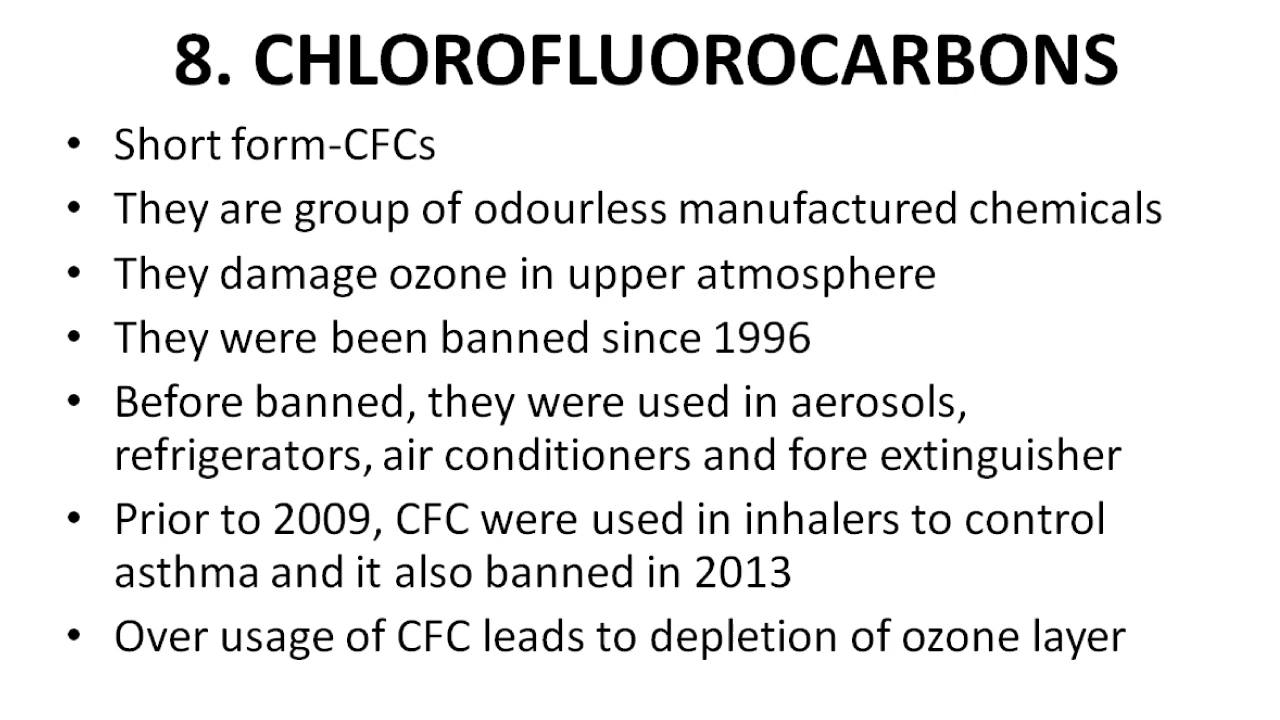 8. CHLOROFLUOROCARBONS
• Short form-CFCs
• They are group of odourless manufactured chemicals
• They damage ozone in upper atmosphere
• They were been banned since 1996
• Before banned, they were used in aerosols,
refrigerators, air conditioners and fore extinguisher
• Prior to 2009, CFC were used in inhalers to control
asthma and it also banned in 2013
• Over usage of CFC leads to depletion of ozone layer